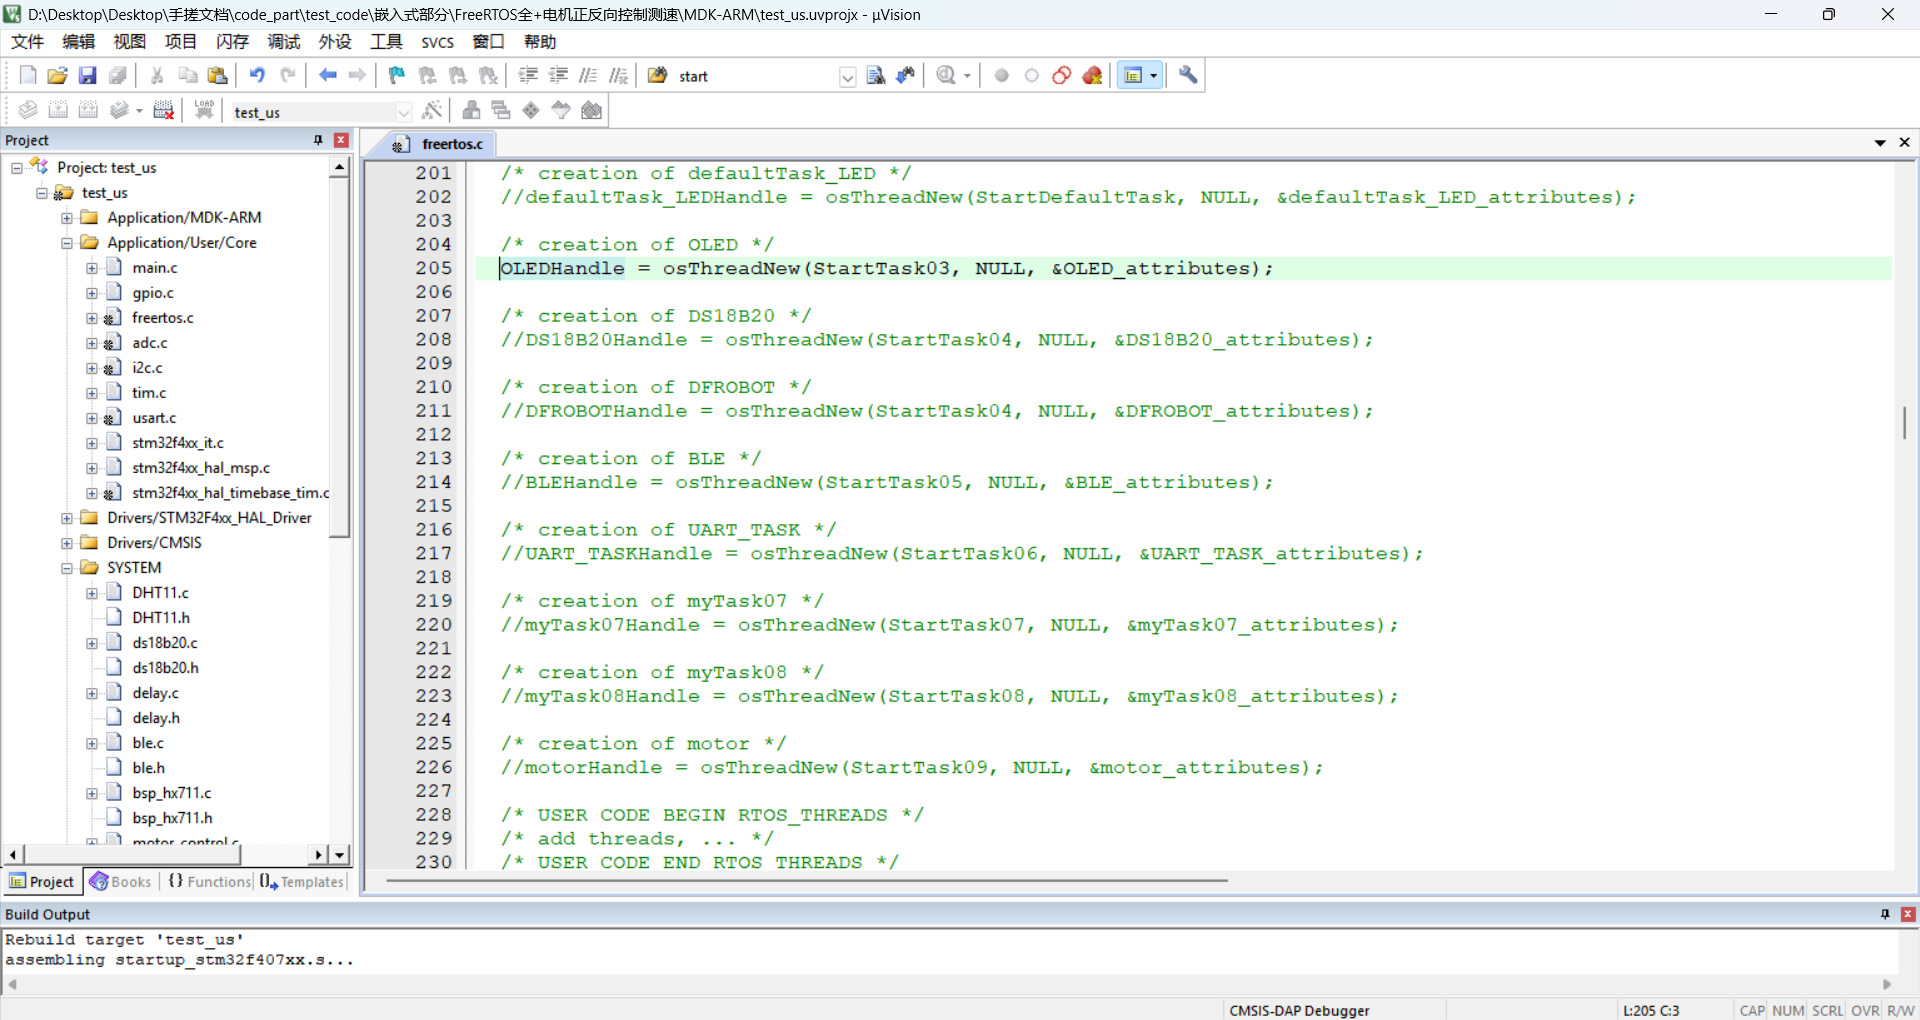 D:\Desktop\Desktop\手搓文档\code_part\test_code\嵌入式部分\FreeRTOS全+电机正反向控制测速\MDK-ARM\test_us.uvprojx - µVision
文件 编辑 视图 项目 闪存 调试 外设 工具 SVCS 窗口 帮助
start
LOAD test_us
Project
freertos.c
Project: test_us
test_us
Application/MDK-ARM
Application/User/Core
main.c
gpio.c
freertos.c
adc.c
i2c.c
tim.c
usart.c
stm32f4xx_it.c
stm32f4xx_hal_msp.c
stm32f4xx_hal_timebase_tim.c
Drivers/STM32F4xx_HAL_Driver
Drivers/CMSIS
SYSTEM
DHT11.c
DHT11.h
ds18b20.c
ds18b20.h
delay.c
delay.h
ble.c
ble.h
bsp_hx711.c
bsp_hx711.h
motor_control.c
Project Books {} Functions {} Templates
201 /* creation of defaultTask_LED */
202 //defaultTask_LEDHandle = osThreadNew(StartDefaultTask, NULL, &defaultTask_LED_attributes);
203
204 /* creation of OLED */
205 OLEDHandle = osThreadNew(StartTask03, NULL, &OLED_attributes);
206
207 /* creation of DS18B20 */
208 //DS18B20Handle = osThreadNew(StartTask04, NULL, &DS18B20_attributes);
209
210 /* creation of DFROBOT */
211 //DFROBOTHandle = osThreadNew(StartTask04, NULL, &DFROBOT_attributes);
212
213 /* creation of BLE */
214 //BLEHandle = osThreadNew(StartTask05, NULL, &BLE_attributes);
215
216 /* creation of UART_TASK */
217 //UART_TASKHandle = osThreadNew(StartTask06, NULL, &UART_TASK_attributes);
218
219 /* creation of myTask07 */
220 //myTask07Handle = osThreadNew(StartTask07, NULL, &myTask07_attributes);
221
222 /* creation of myTask08 */
223 //myTask08Handle = osThreadNew(StartTask08, NULL, &myTask08_attributes);
224
225 /* creation of motor */
226 //motorHandle = osThreadNew(StartTask09, NULL, &motor_attributes);
227
228 /* USER CODE BEGIN RTOS_THREADS */
229 /* add threads, ... */
230 /* USER CODE END RTOS THREADS */
Build Output
Rebuild target 'test_us'
assembling startup_stm32f407xx.s...
CMSIS-DAP Debugger L:205 C:3 CAP NUM SCRL OVR R/W